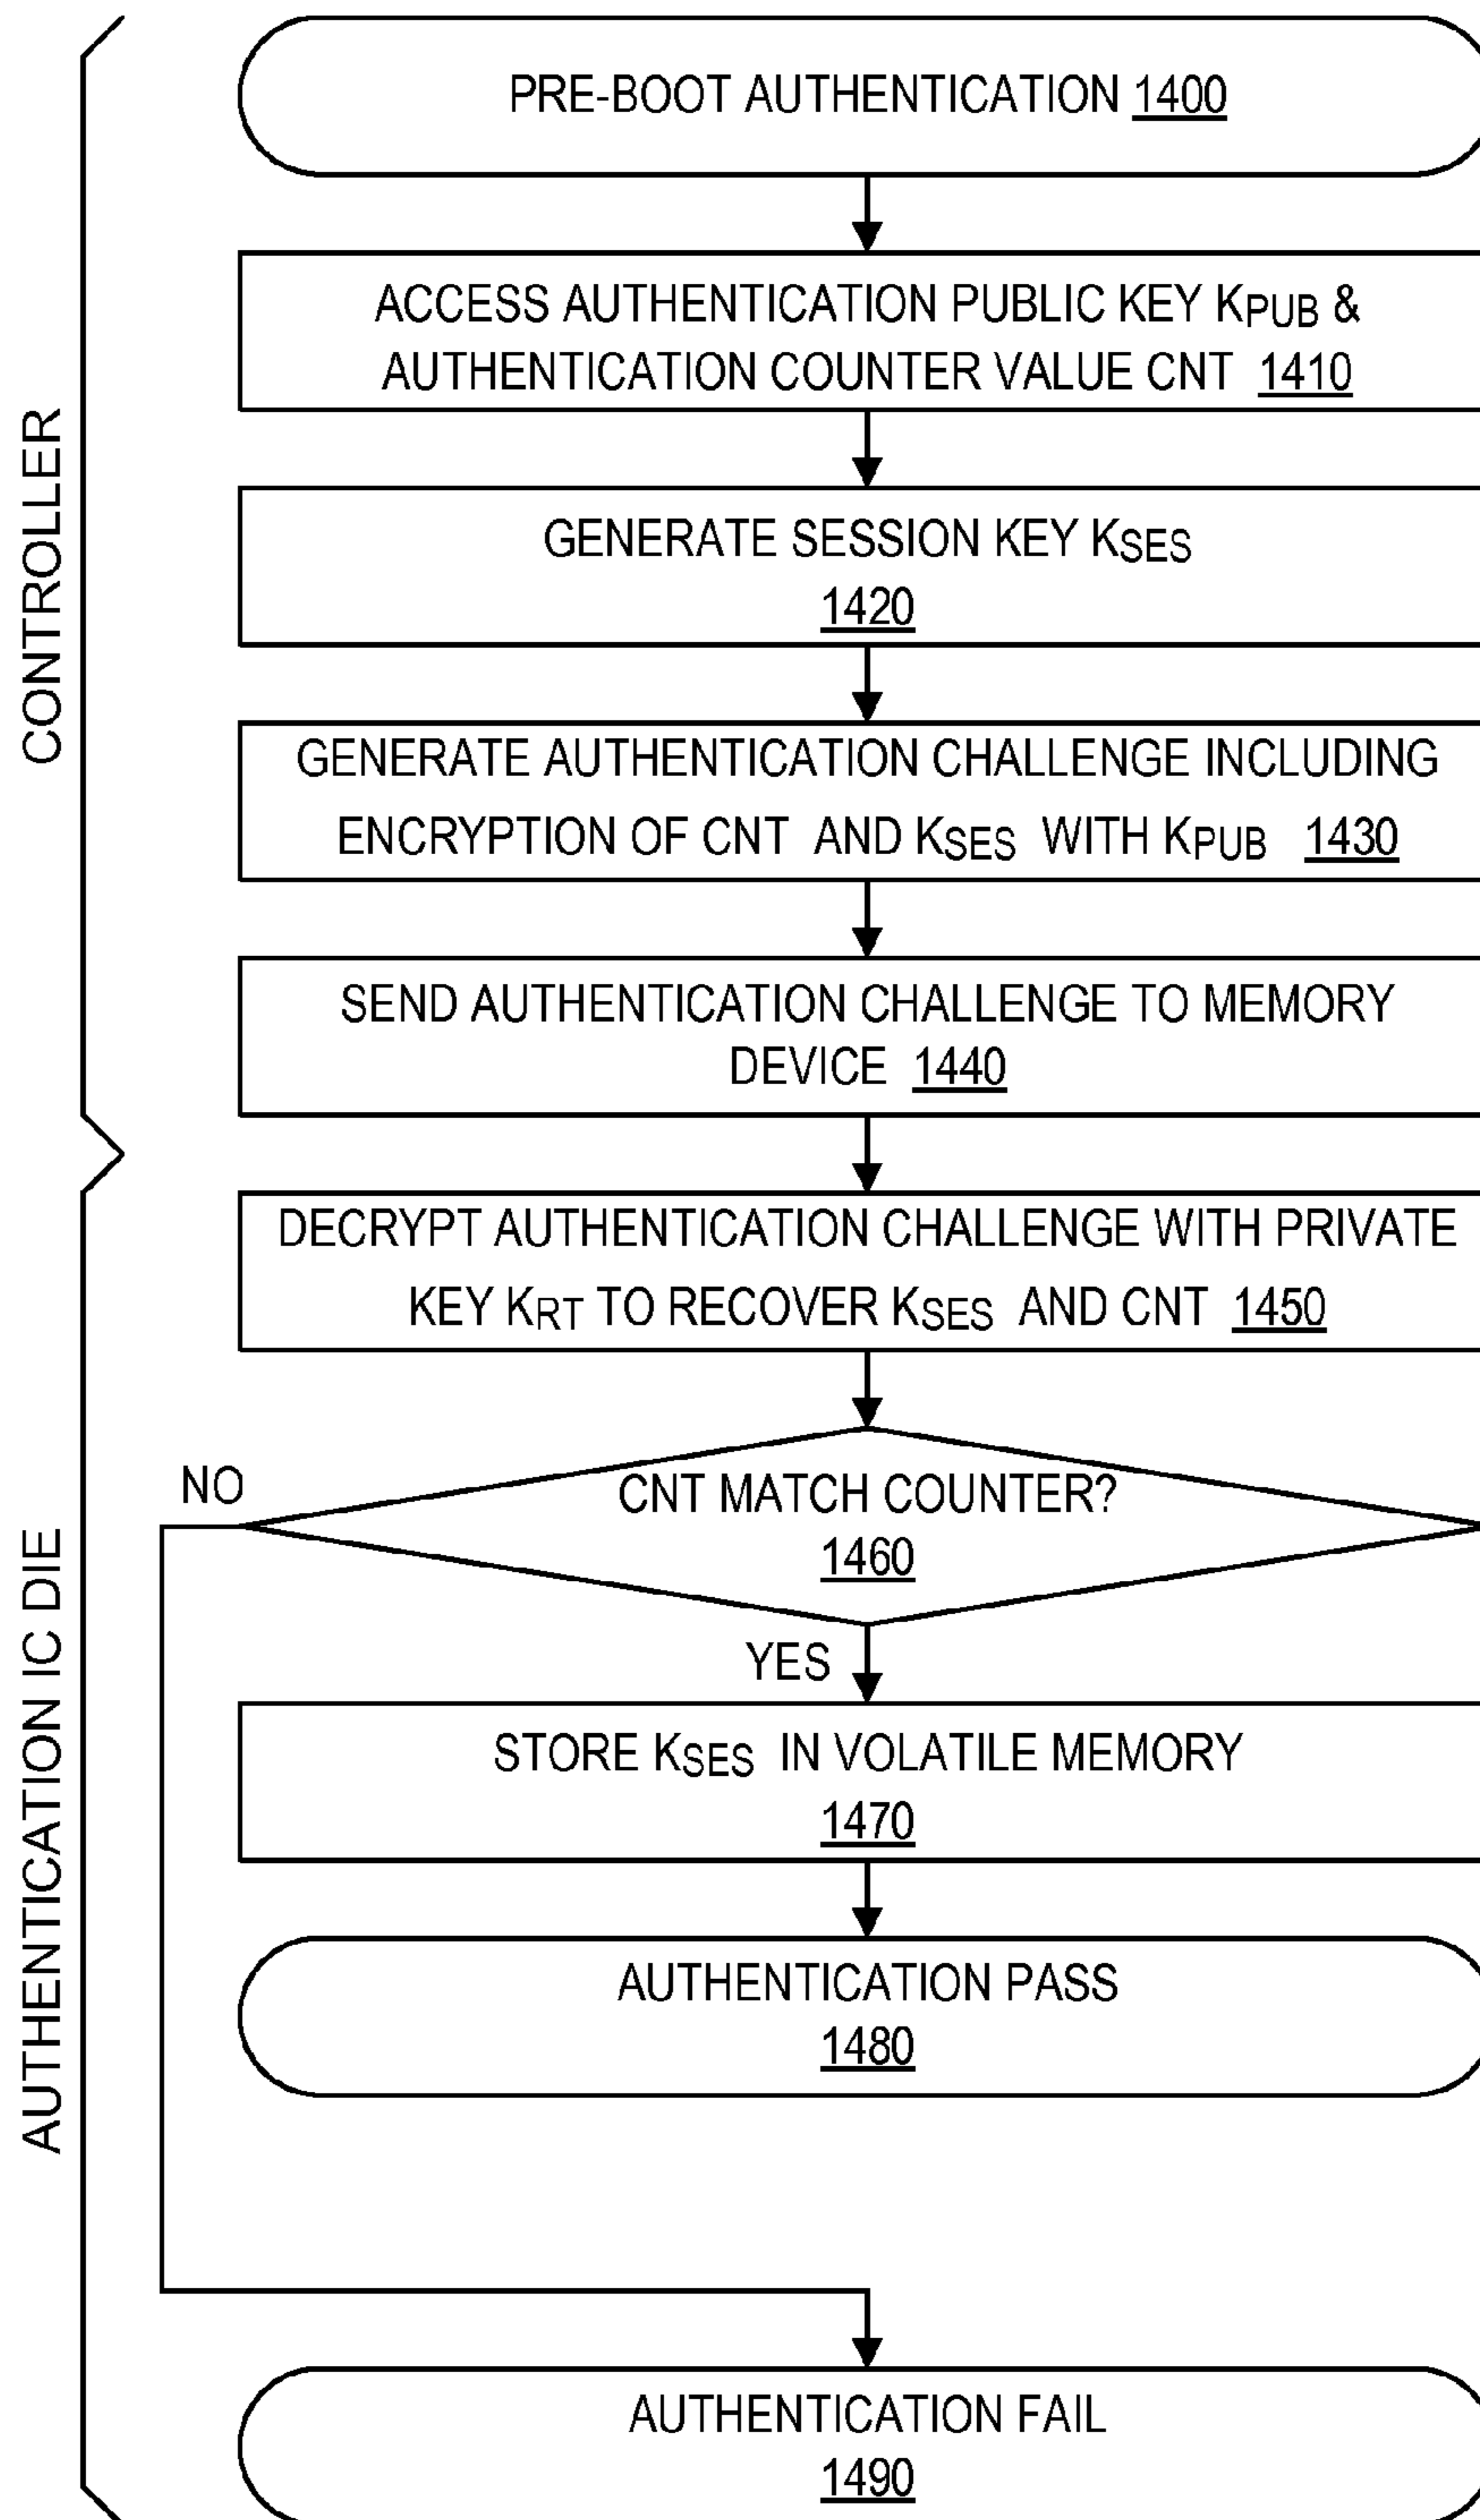 PRE-BOOT AUTHENTICATION 1400
ACCESS AUTHENTICATION PUBLIC KEY KPUB &
AUTHENTICATION COUNTER VALUE CNT 1410
GENERATE SESSION KEY KSES
1420
GENERATE AUTHENTICATION CHALLENGE INCLUDING
ENCRYPTION OF CNT AND KSES WITH KPUB 1430
SEND AUTHENTICATION CHALLENGE TO MEMORY
DEVICE 1440
CONTROLLER
DECRYPT AUTHENTICATION CHALLENGE WITH PRIVATE
KEY KRT TO RECOVER KSES AND CNT 1450
CNT MATCH COUNTER?
1460
NO
YES
STORE KSES IN VOLATILE MEMORY
1470
AUTHENTICATION PASS
1480
AUTHENTICATION FAIL
1490
AUTHENTICATION IC DIE